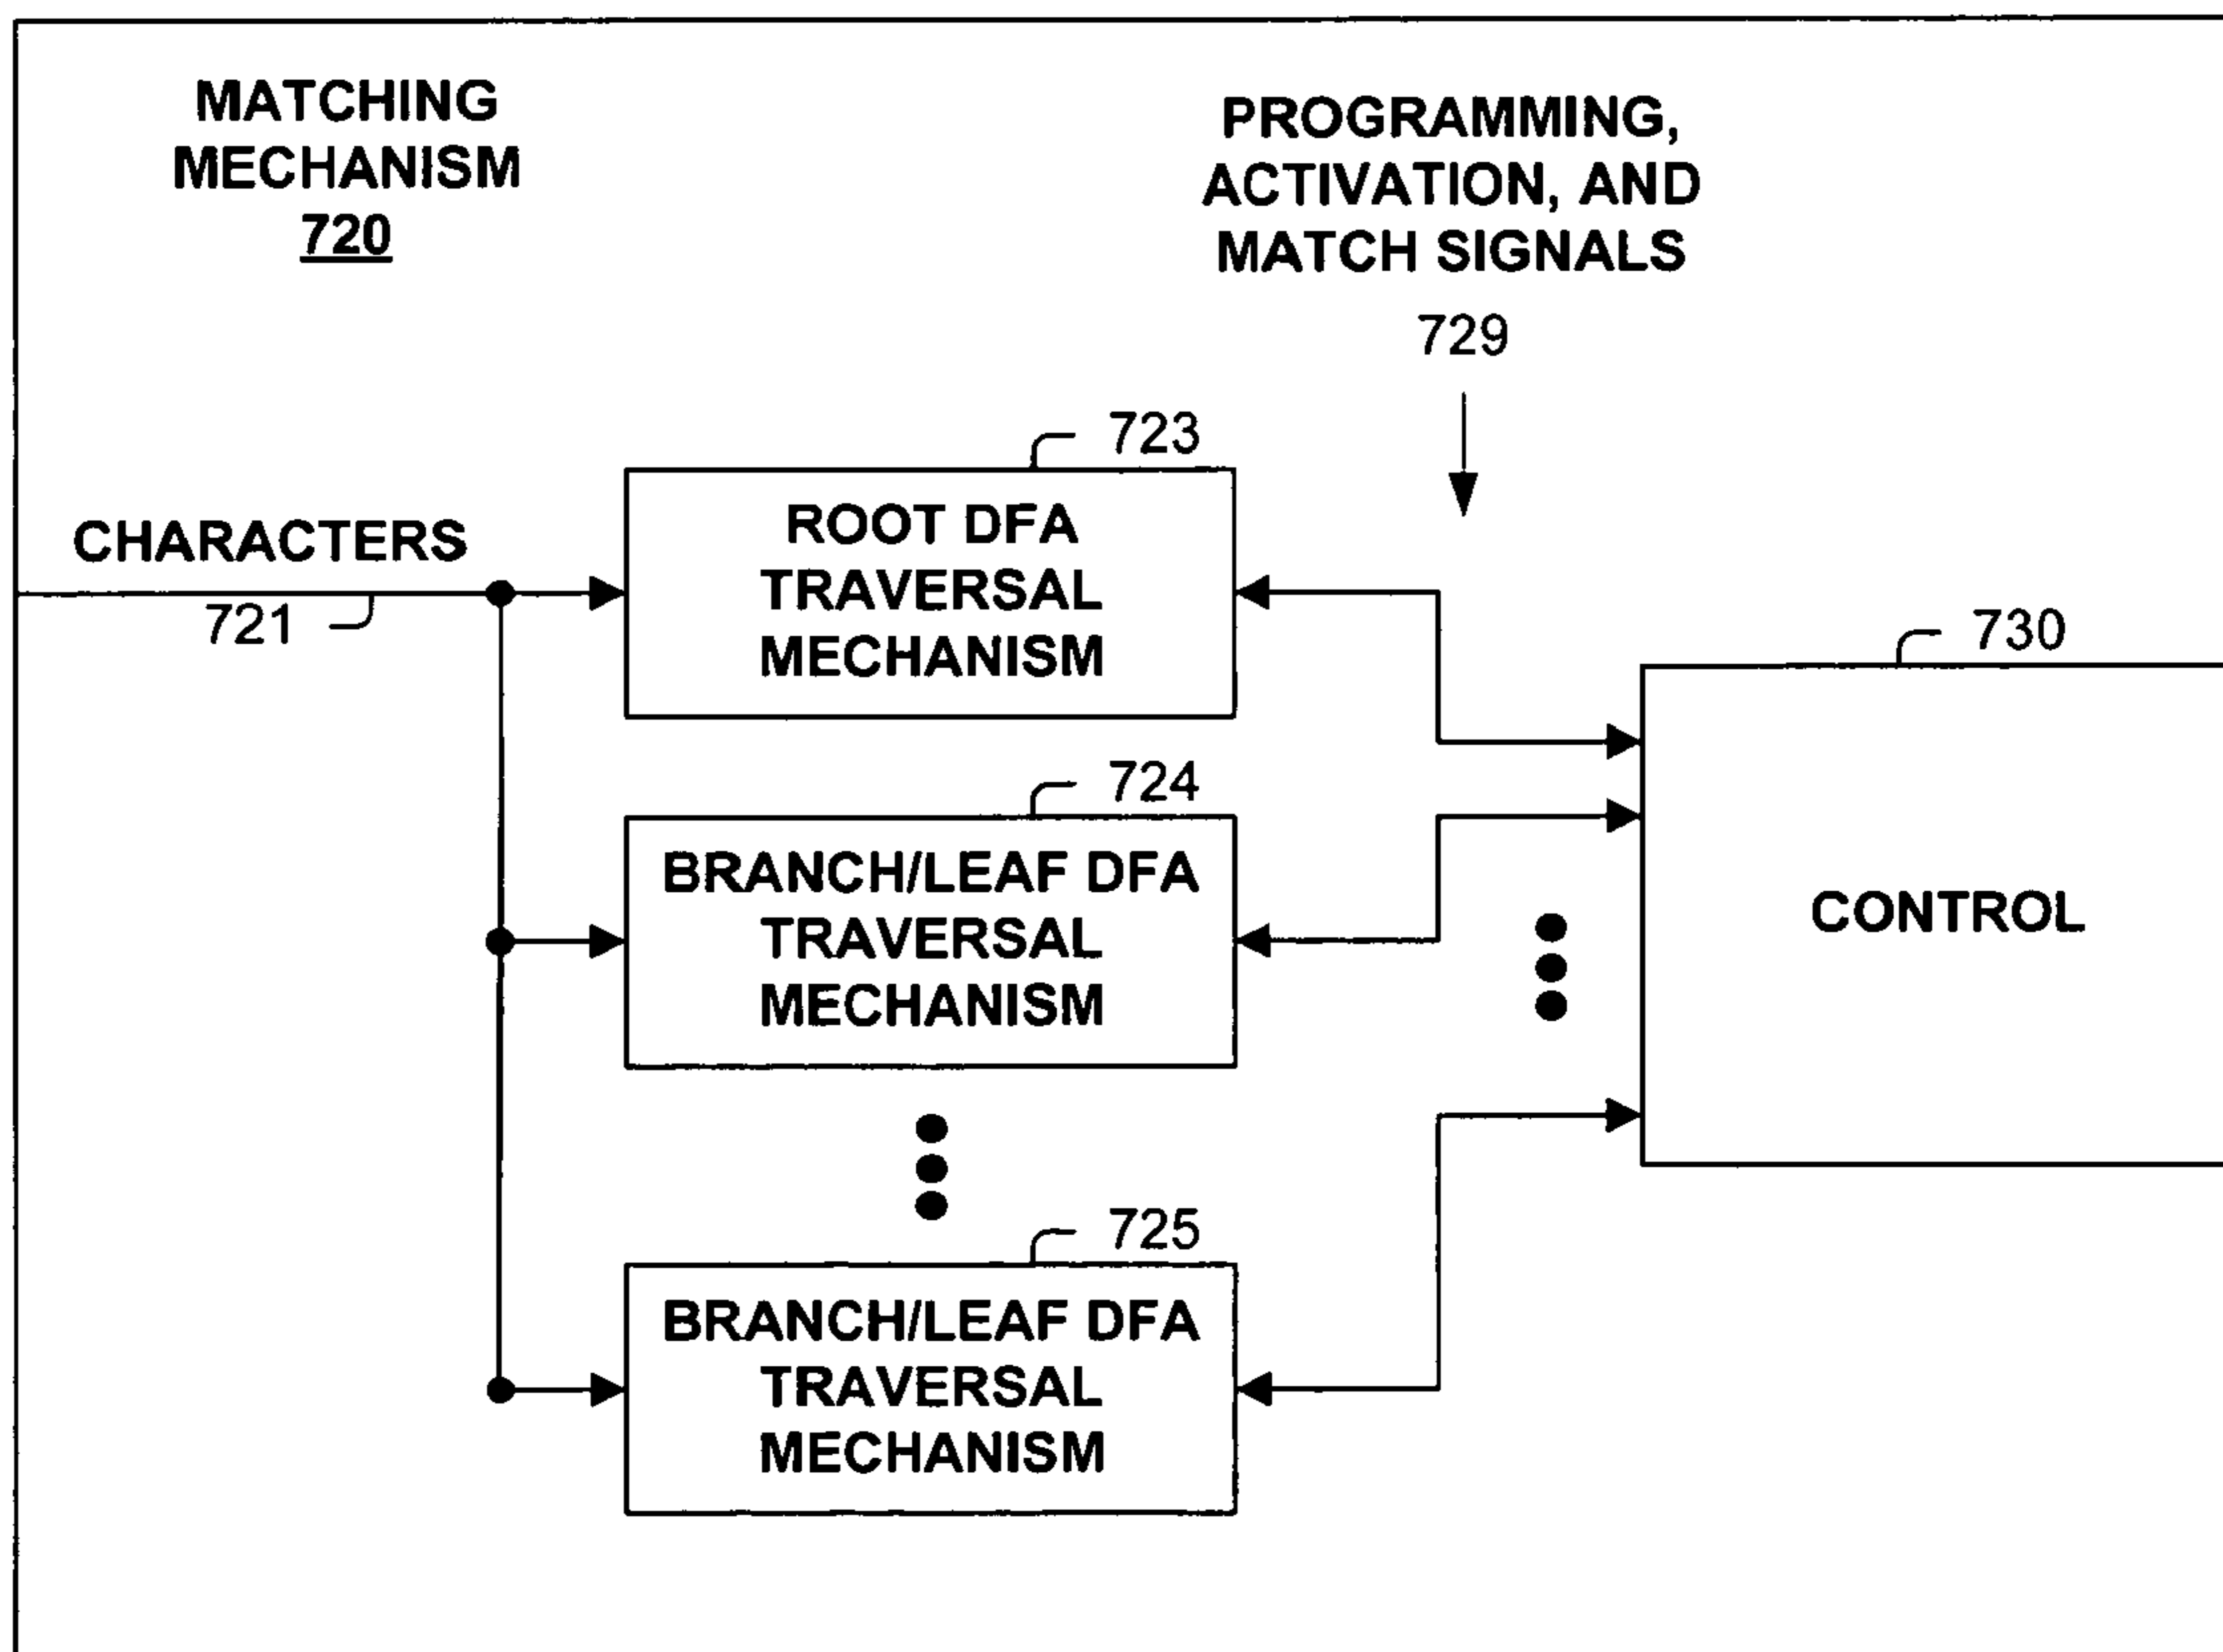 MATCHING
MECHANISM
720
PROGRAMMING,
ACTIVATION, AND
MATCH SIGNALS
729
CHARACTERS
721
723
ROOT DFA
TRAVERSAL
MECHANISM
724
BRANCH/LEAF DFA
TRAVERSAL
MECHANISM
725
BRANCH/LEAF DFA
TRAVERSAL
MECHANISM
730
CONTROL